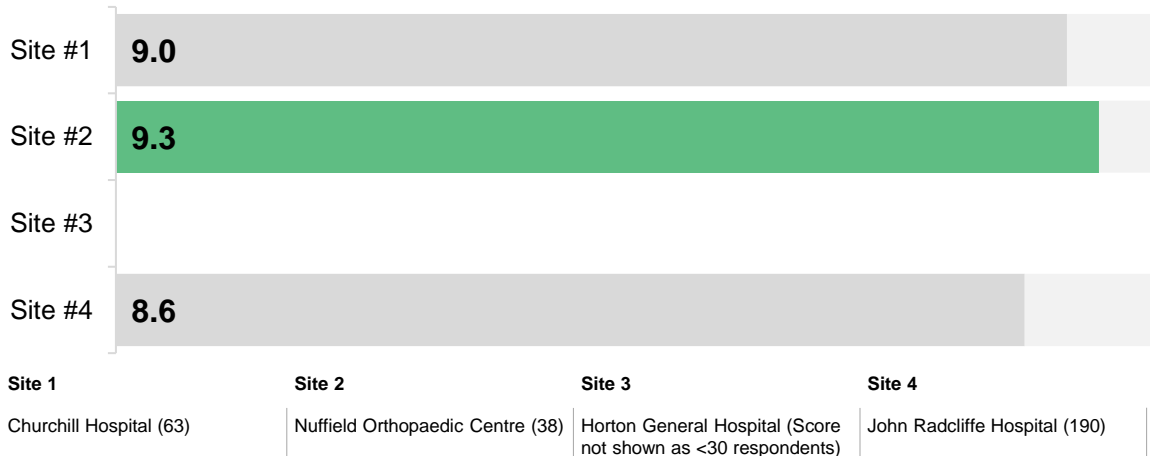 Site #1
9.0
Site #2
9.3
Site #3
Site #4
8.6
Site 1
Churchill Hospital (63)
Site 2
Nuffield Orthopaedic Centre (38)
Site 3
Horton General Hospital (Score
not shown as <30 respondents)
Site 4
John Radcliffe Hospital (190)